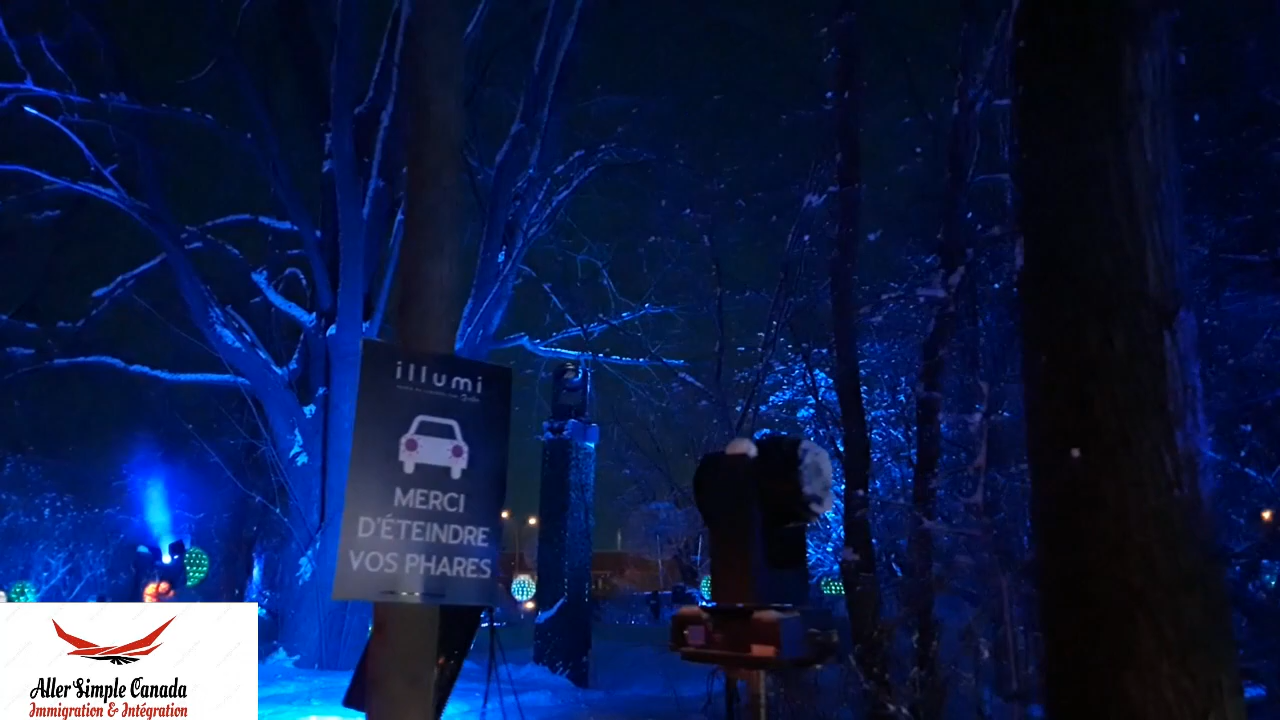 illumi
MERCI
D'ÉTEINDRE
VOS PHARES
Aller Simple Canada
Immigration & Intégration